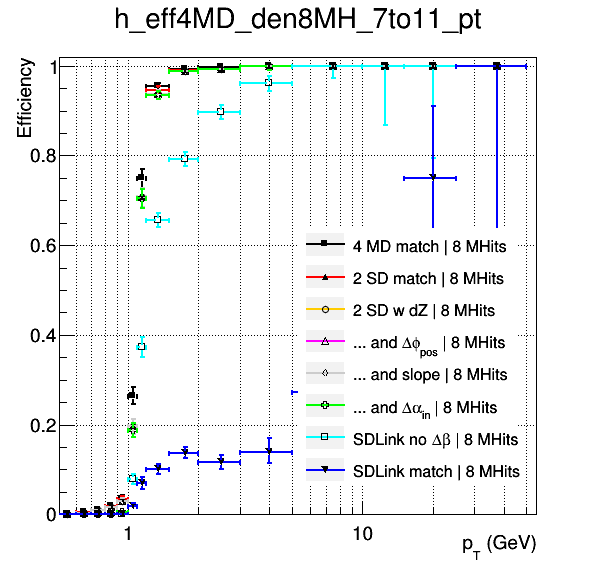 h_eff4MD_den8MH_7to11_pt
Efficiency
1
0.8
0.6
0.4
0.2
0
4 MD match | 8 MHits
2 SD match | 8 MHits
2 SD w dZ | 8 MHits
... and Δϕpos | 8 MHits
... and slope | 8 MHits
... and Δαin | 8 MHits
SDLink no Δβ | 8 MHits
SDLink match | 8 MHits
1 10
pT (GeV)